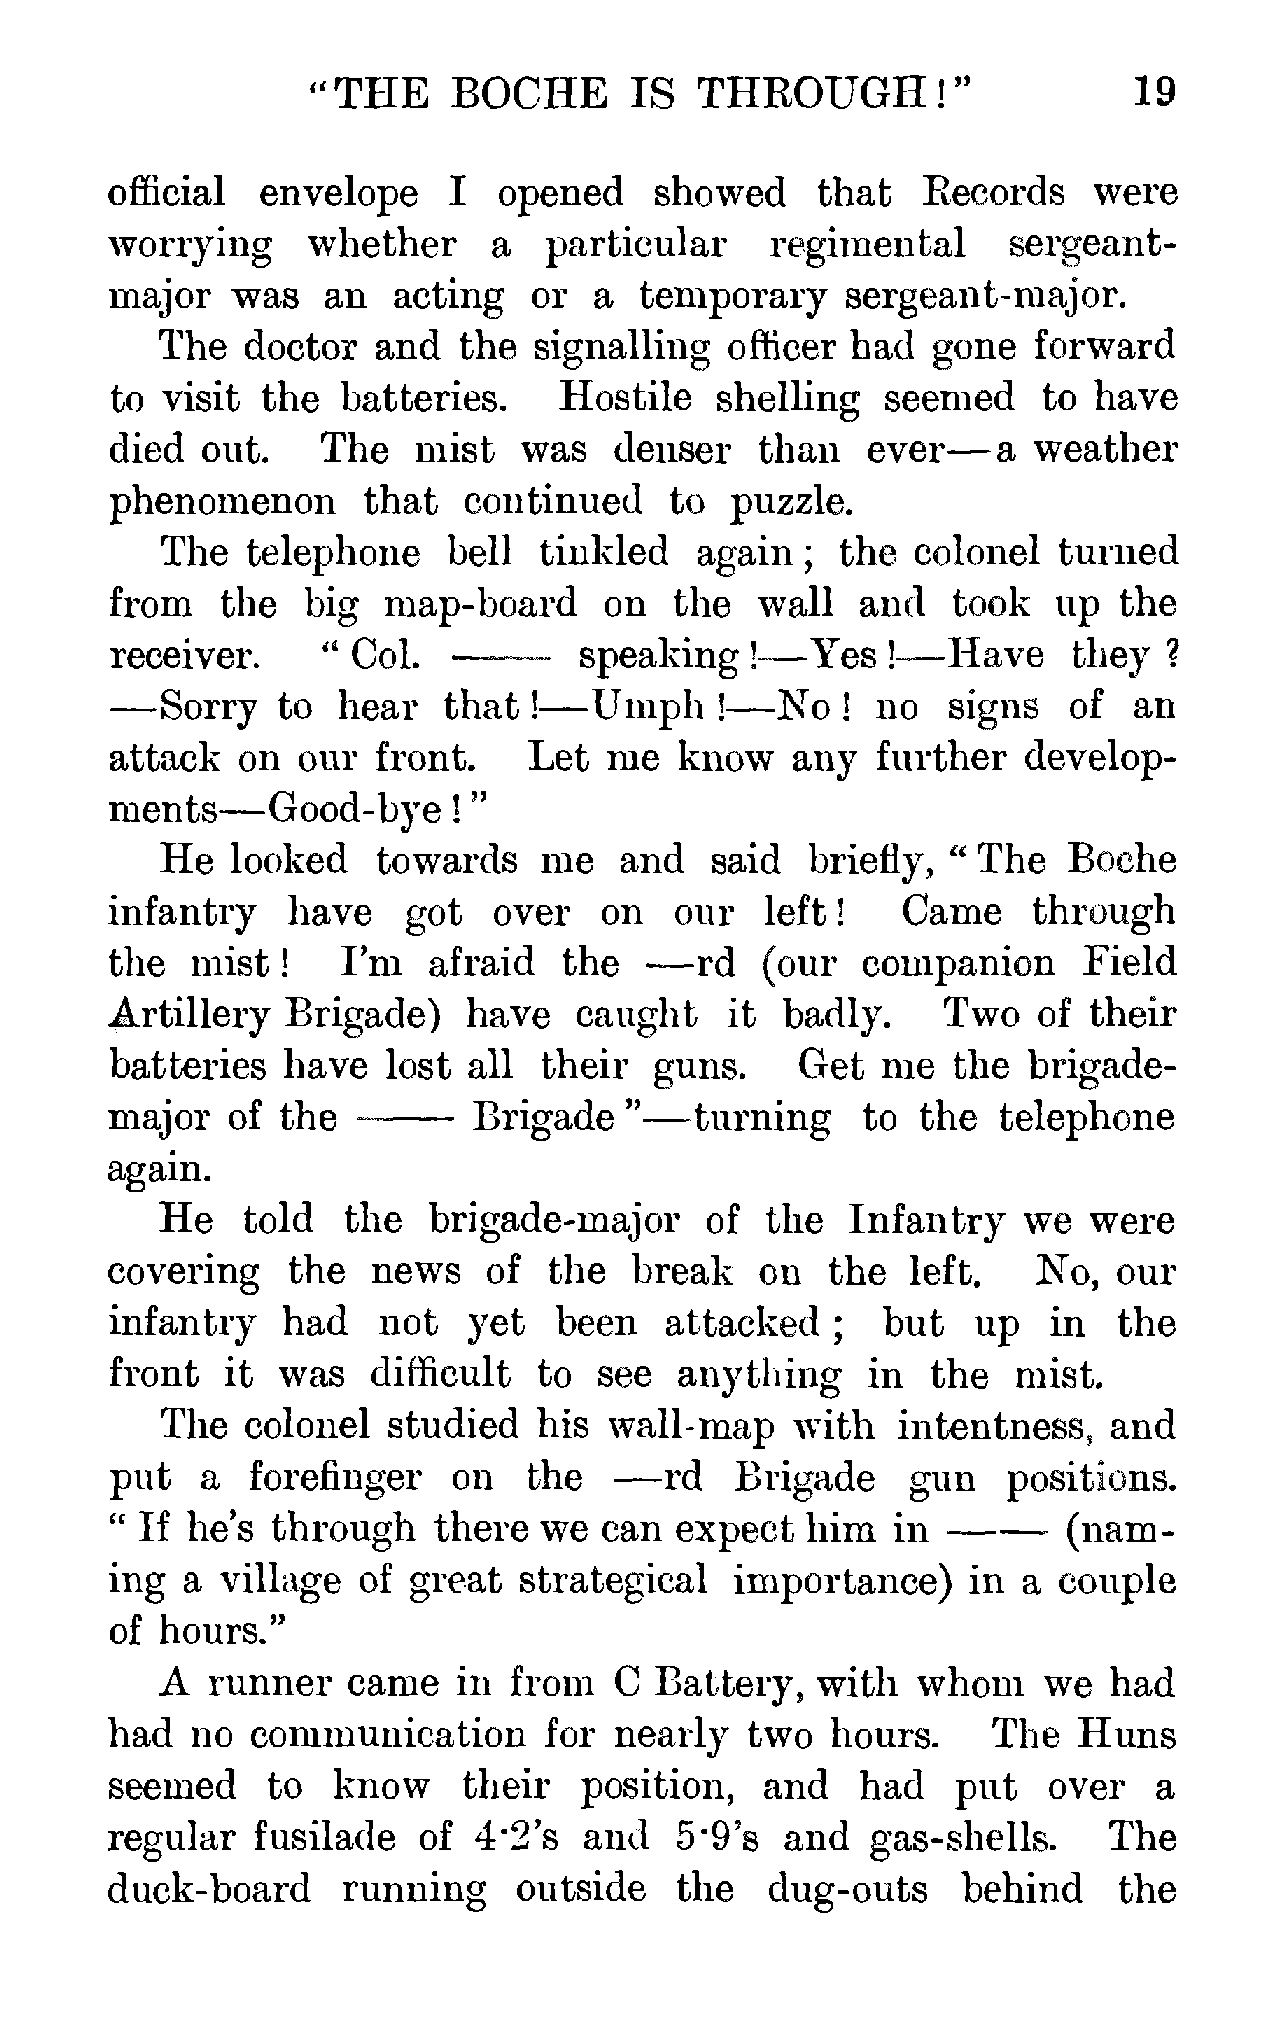 "THE BOCHE IS THROUGH!" 19
official envelope I opened showed that Records were
worrying whether a particular regimental sergeant-
major was an acting or a temporary sergeant-major.
The doctor and the signalling officer had gone forward
to visit the batteries. Hostile shelling seemed to have
died out. The mist was denser than ever—a weather
phenomenon that continued to puzzle.
The telephone bell tinkled again; the colonel turned
from the big map-board on the wall and took up the
receiver. "Col. —— speaking!—Yes!—Have they?
—Sorry to hear that!—Umph!—No! no signs of an
attack on our front. Let me know any further develop-
ments—Good-bye!"
He looked towards me and said briefly, "The Boche
infantry have got over on our left! Came through
the mist! I'm afraid the —rd (our companion Field
Artillery Brigade) have caught it badly. Two of their
batteries have lost all their guns. Get me the brigade-
major of the —— Brigade"—turning to the telephone
again.
He told the brigade-major of the Infantry we were
covering the news of the break on the left. No, our
infantry had not yet been attacked; but up in the
front it was difficult to see anything in the mist.
The colonel studied his wall-map with intentness, and
put a forefinger on the —rd Brigade gun positions.
"If he's through there we can expect him in —— (nam-
ing a village of great strategical importance) in a couple
of hours."
A runner came in from C Battery, with whom we had
had no communication for nearly two hours. The Huns
seemed to know their position, and had put over a
regular fusilade of 4·2's and 5·9's and gas-shells. The
duck-board running outside the dug-outs behind the